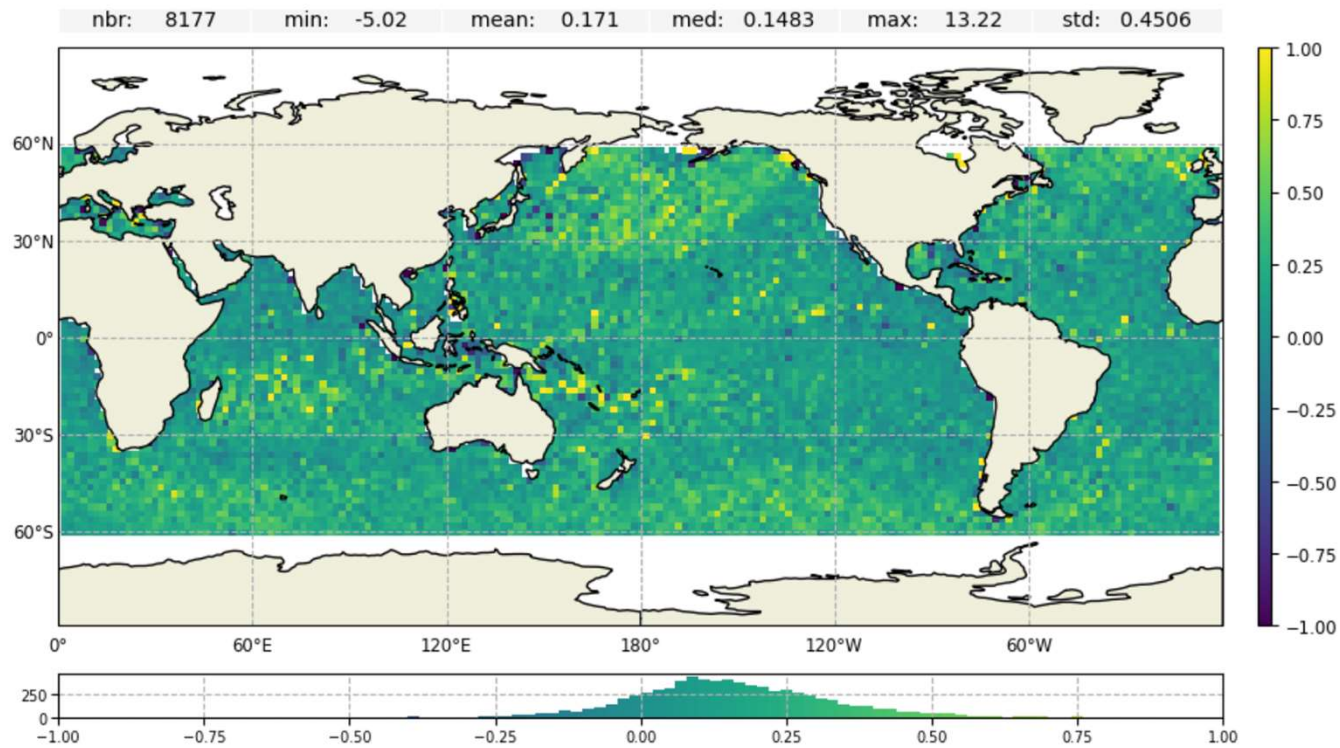 nbr: 8177 min: -5.02 mean: 0.171 med: 0.1483 max: 13.22 std: 0.4506
1.00
0.75
60°N
0.50
30°N
0.25
0°
0.00
−0.25
30°S
−0.50
60°S
−0.75
−1.00
0° 60°E 120°E 180° 120°W 60°W
250
0
−1.00 −0.75 −0.50 −0.25 0.00 0.25 0.50 0.75 1.00